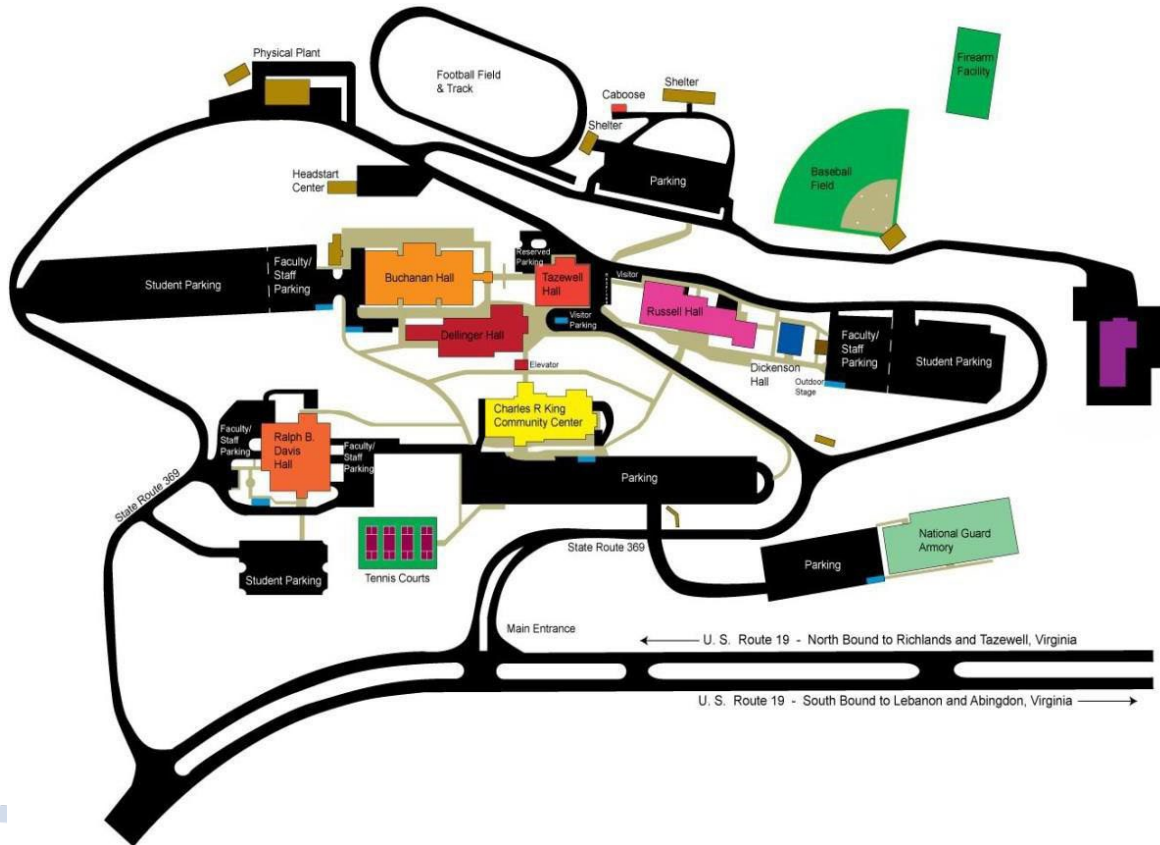 Physical Plant
Football Field
& Track
Caboose
Shelter
Firearm
Facility
Shelter
Headstart
Center
Parking
Baseball
Field
Student Parking
Faculty/
Staff
Parking
Buchanan Hall
Reserved
Parking
Tazewell
Hall
Visitor
Russell Hall
Visitor
Parking
Dellinger Hall
Elevator
Dickenson
Hall
Outdoor
Stage
Faculty/
Staff
Parking
Student Parking
Charles R King
Community Center
Faculty/
Staff
Parking
Ralph B.
Davis
Hall
Faculty/
Staff
Parking
Parking
State Route 369
State Route 369
National Guard
Armory
Parking
Student Parking
Tennis Courts
Main Entrance
U. S. Route 19 - North Bound to Richlands and Tazewell, Virginia
U. S. Route 19 - South Bound to Lebanon and Abingdon, Virginia